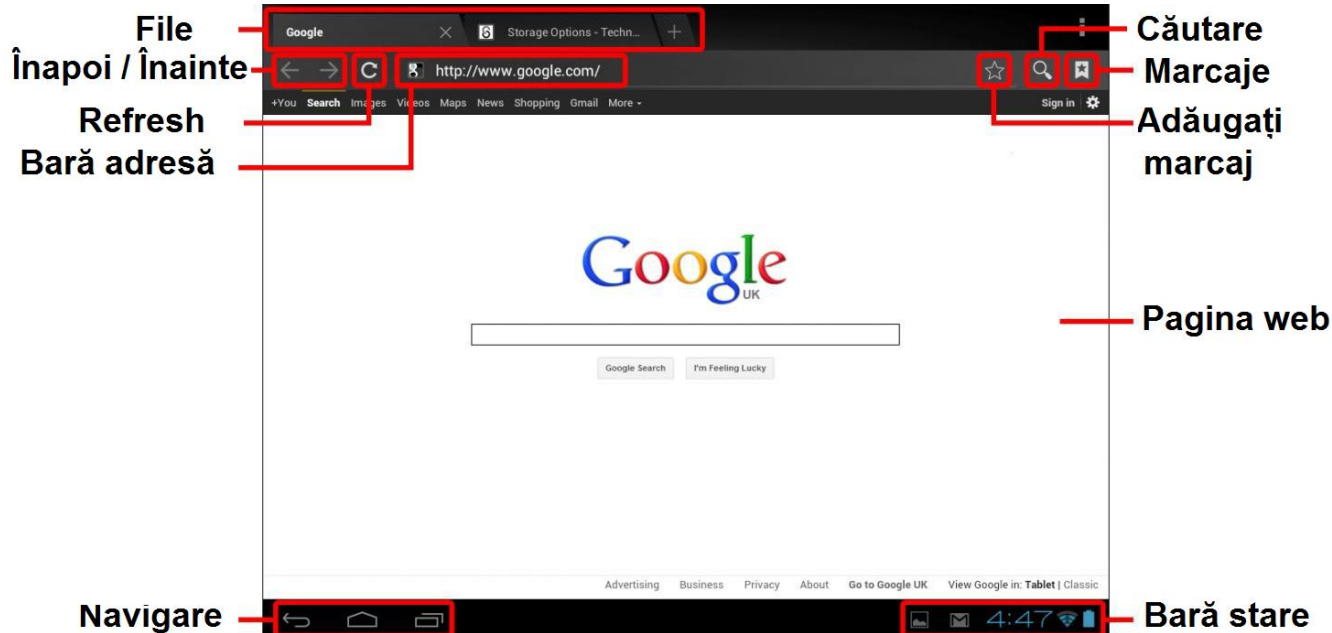 File
Google
Storage Options - Techn...
Căutare
Înapoi / Înainte
http://www.google.com/
Marcaje
+You Search Images Videos Maps News Shopping Gmail More
Sign in
Refresh
Adăugați
marcaj
Bară adresă
Google
UK
Pagina web
Google Search
I'm Feeling Lucky
Advertising Business Privacy About Go to Google UK View Google in: Tablet | Classic
Navigare
4:47
Bară stare